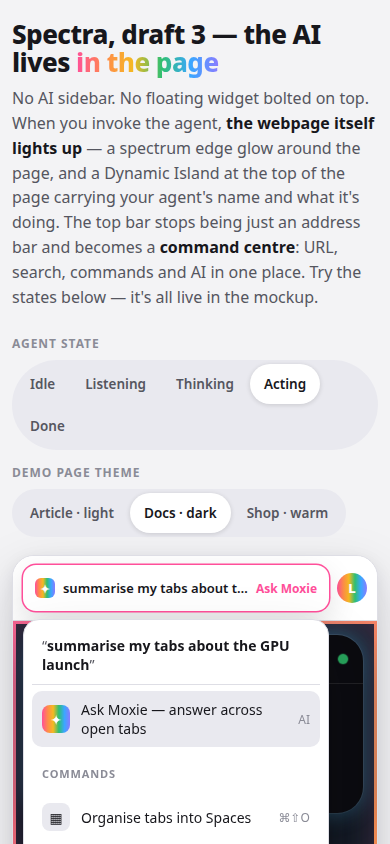 Spectra, draft 3 — the AI
lives in the page
No AI sidebar. No floating widget bolted on top.
When you invoke the agent, the webpage itself
lights up — a spectrum edge glow around the
page, and a Dynamic Island at the top of the
page carrying your agent's name and what it's
doing. The top bar stops being just an address
bar and becomes a command centre: URL,
search, commands and AI in one place. Try the
states below — it's all live in the mockup.
AGENT STATE
Idle Listening Thinking Acting
Done
DEMO PAGE THEME
Article · light Docs · dark Shop · warm
summarise my tabs about t... Ask Moxie L
“summarise my tabs about the GPU
launch”
Ask Moxie — answer across
open tabs AI
COMMANDS
Organise tabs into Spaces ⌘⇧O